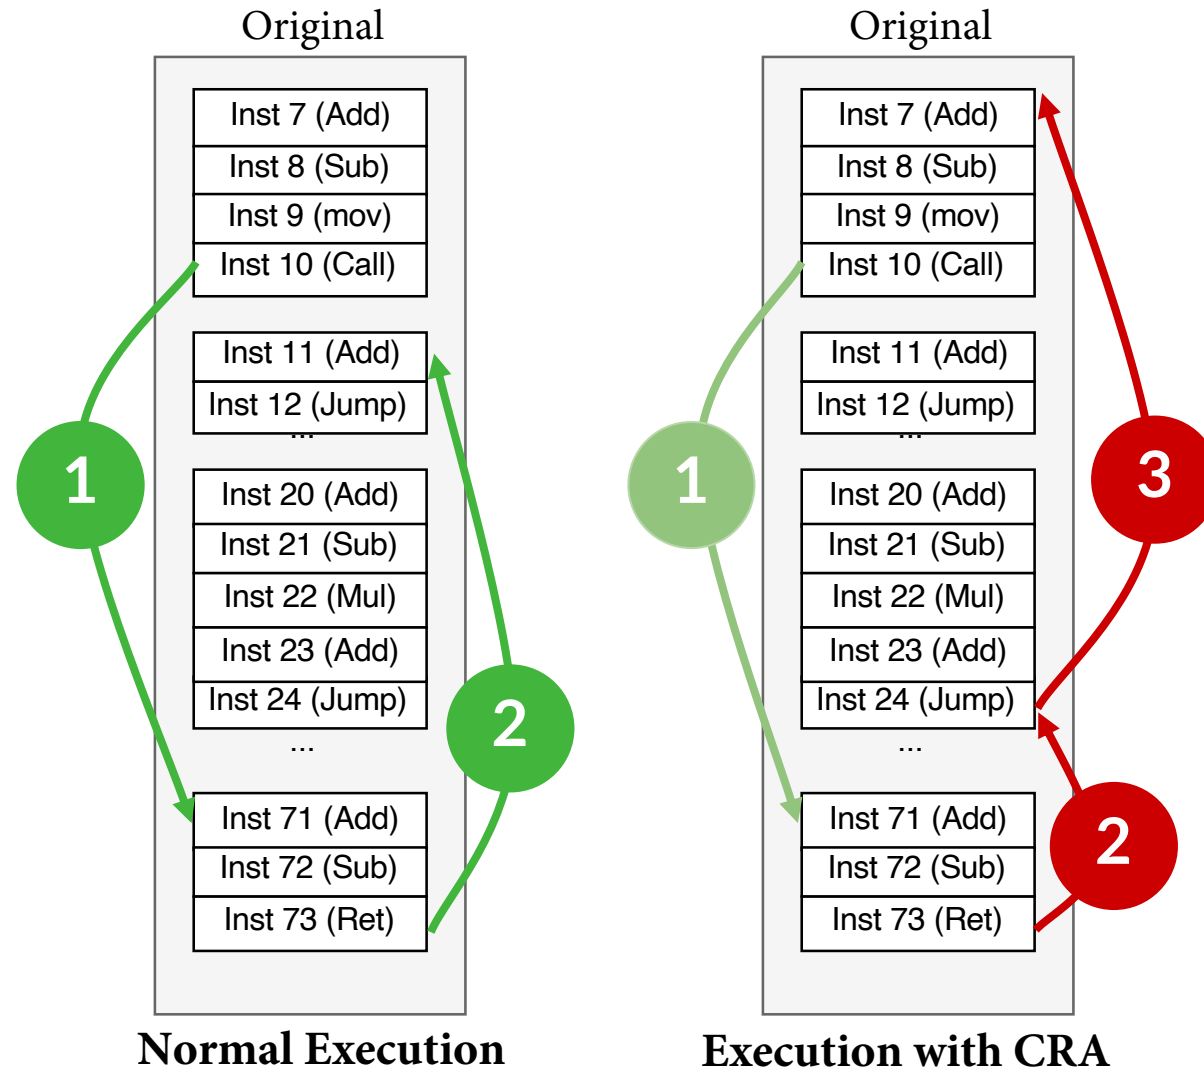 Original
Inst 7 (Add)
Inst 8 (Sub)
Inst 9 (mov)
Inst 10 (Call)
Inst 11 (Add)
Inst 12 (Jump)
...
1
Inst 20 (Add)
Inst 21 (Sub)
Inst 22 (Mul)
Inst 23 (Add)
Inst 24 (Jump)
2
...
Inst 71 (Add)
Inst 72 (Sub)
Inst 73 (Ret)
Normal Execution
Original
Inst 7 (Add)
Inst 8 (Sub)
Inst 9 (mov)
Inst 10 (Call)
Inst 11 (Add)
Inst 12 (Jump)
...
1
3
Inst 20 (Add)
Inst 21 (Sub)
Inst 22 (Mul)
Inst 23 (Add)
Inst 24 (Jump)
...
Inst 71 (Add)
2
Inst 72 (Sub)
Inst 73 (Ret)
Execution with CRA